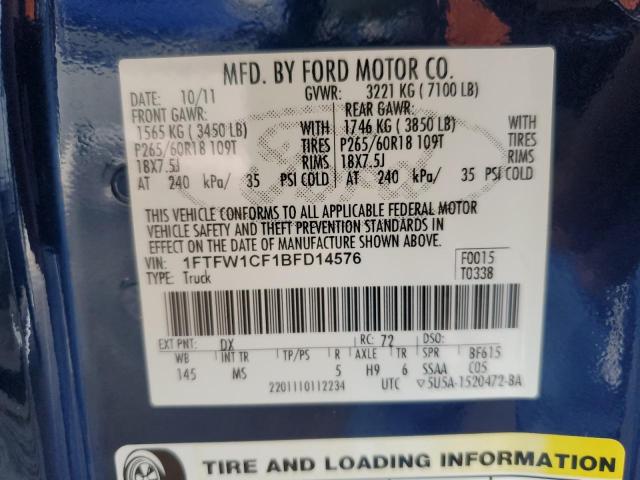 MFD. BY FORD MOTOR CO.
DATE: 10/11 GVWR: 3221 KG ( 7100 LB)
FRONT GAWR: REAR GAWR:
1565 KG ( 3450 LB) WITH 1746 KG ( 3850 LB) WITH
P265/60R18 109T TIRES P265/60R18 109T TIRES
18X7.5J RIMS 18X7.5J RIMS
AT 240 kPa/ 35 PSI COLD AT 240 kPa/ 35 PSI COLD
THIS VEHICLE CONFORMS TO ALL APPLICABLE FEDERAL MOTOR
VEHICLE SAFETY AND THEFT PREVENTION STANDARDS IN
EFFECT ON THE DATE OF MANUFACTURE SHOWN ABOVE.
VIN: 1FTFW1CF1BFD14576 F0015
TYPE: Truck T0338
EXT PNT: DX RC: 72 DSO:
WB INT TR TP/PS R AXLE TR SPR BF615
145 MS 5 H9 6 SSAA C05
2201110112234 UTC ▽5U5A-1520472-BA
TIRE AND LOADING INFORMATION